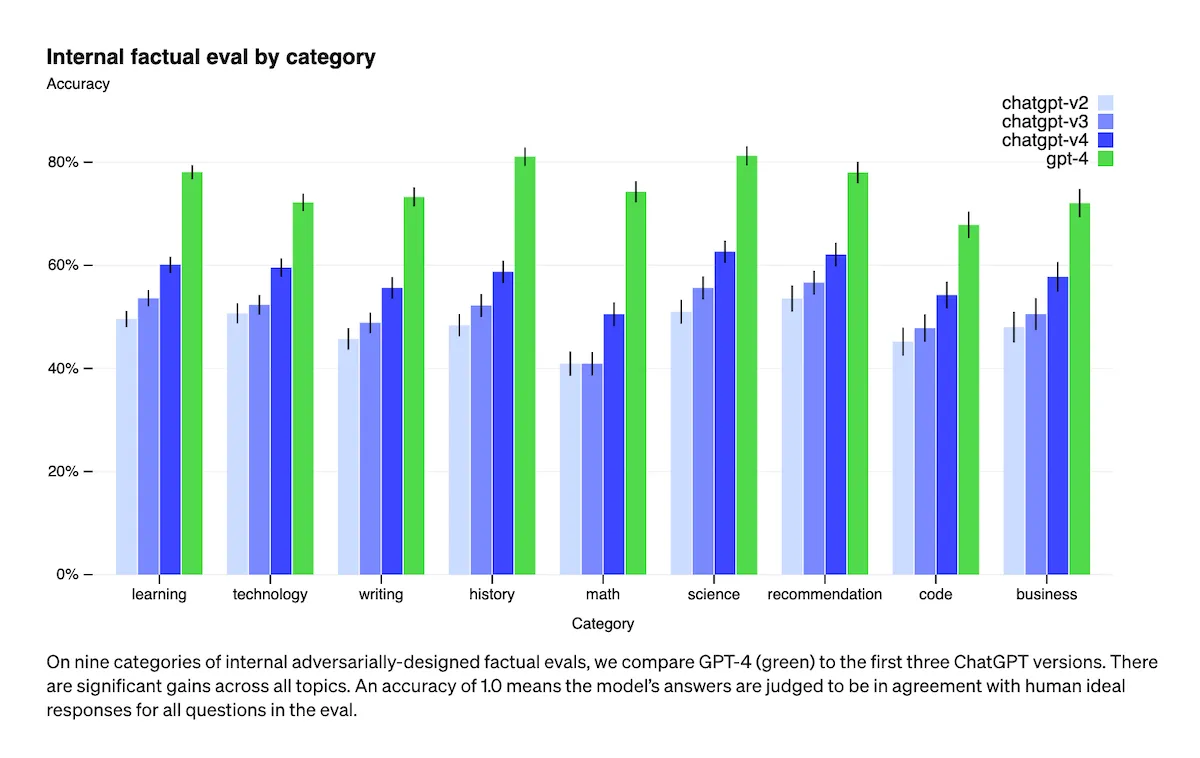 Internal factual eval by category
Accuracy
chatgpt-v2
chatgpt-v3
chatgpt-v4
gpt-4
80%
60%
40%
20%
0%
learning technology writing history math science recommendation code business
Category
On nine categories of internal adversarially-designed factual evals, we compare GPT-4 (green) to the first three ChatGPT versions. There
are significant gains across all topics. An accuracy of 1.0 means the model’s answers are judged to be in agreement with human ideal
responses for all questions in the eval.